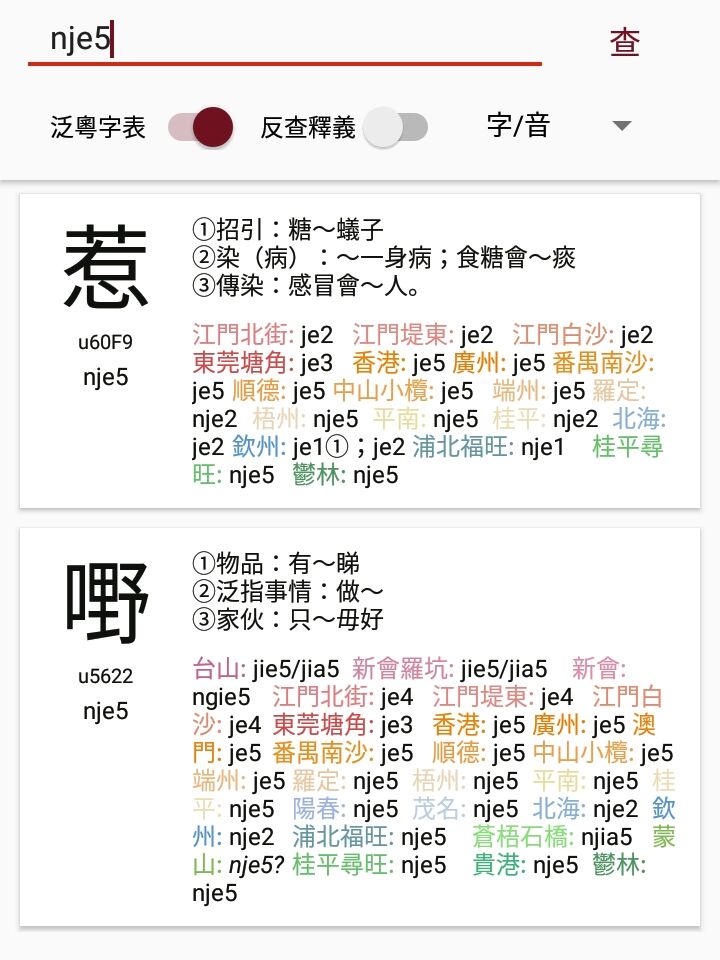 nje5 查
泛粵字表 反查釋義 字/音
惹
u60F9
nje5
①招引：糖～蟻子
②染（病）：～一身病；食糖會～痰
③傳染：感冒會～人。
江門北街: je2 江門堤東: je2 江門白沙: je2
東莞塘角: je3 香港: je5 廣州: je5 番禺南沙:
je5 順德: je5 中山小欖: je5 端州: je5 羅定:
nje2 梧州: nje5 平南: nje5 桂平: nje2 北海:
je2 欽州: je1①；je2 浦北福旺: nje1 桂平尋
旺: nje5 鬱林: nje5
嘢
u5622
nje5
①物品：有～睇
②泛指事情：做～
③家伙：只～毋好
台山: jie5/jia5 新會羅坑: jie5/jia5 新會:
ngie5 江門北街: je4 江門堤東: je4 江門白
沙: je4 東莞塘角: je3 香港: je5 廣州: je5 澳
門: je5 番禺南沙: je5 順德: je5 中山小欖: je5
端州: je5 羅定: nje5 梧州: nje5 平南: nje5 桂
平: nje5 陽春: nje5 茂名: nje5 北海: nje2 欽
州: nje2 浦北福旺: nje5 蒼梧石橋: njia5 蒙
山: nje5? 桂平尋旺: nje5 貴港: nje5 鬱林:
nje5